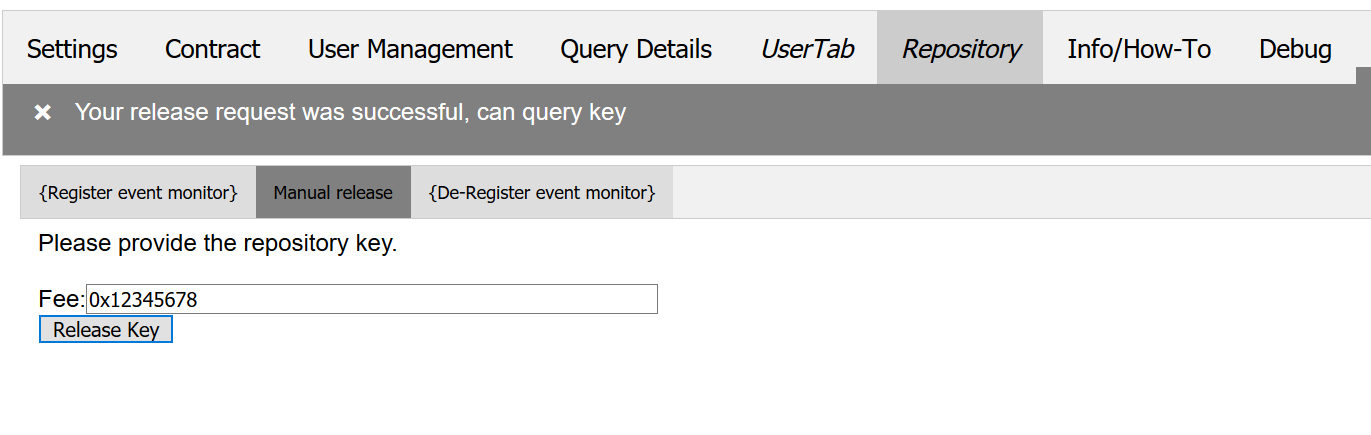 Settings Contract User Management Query Details UserTab Repository Info/How-To Debug
× Your release request was successful, can query key
{Register event monitor} Manual release {De-Register event monitor}
Please provide the repository key.
Fee:0x12345678
Release Key